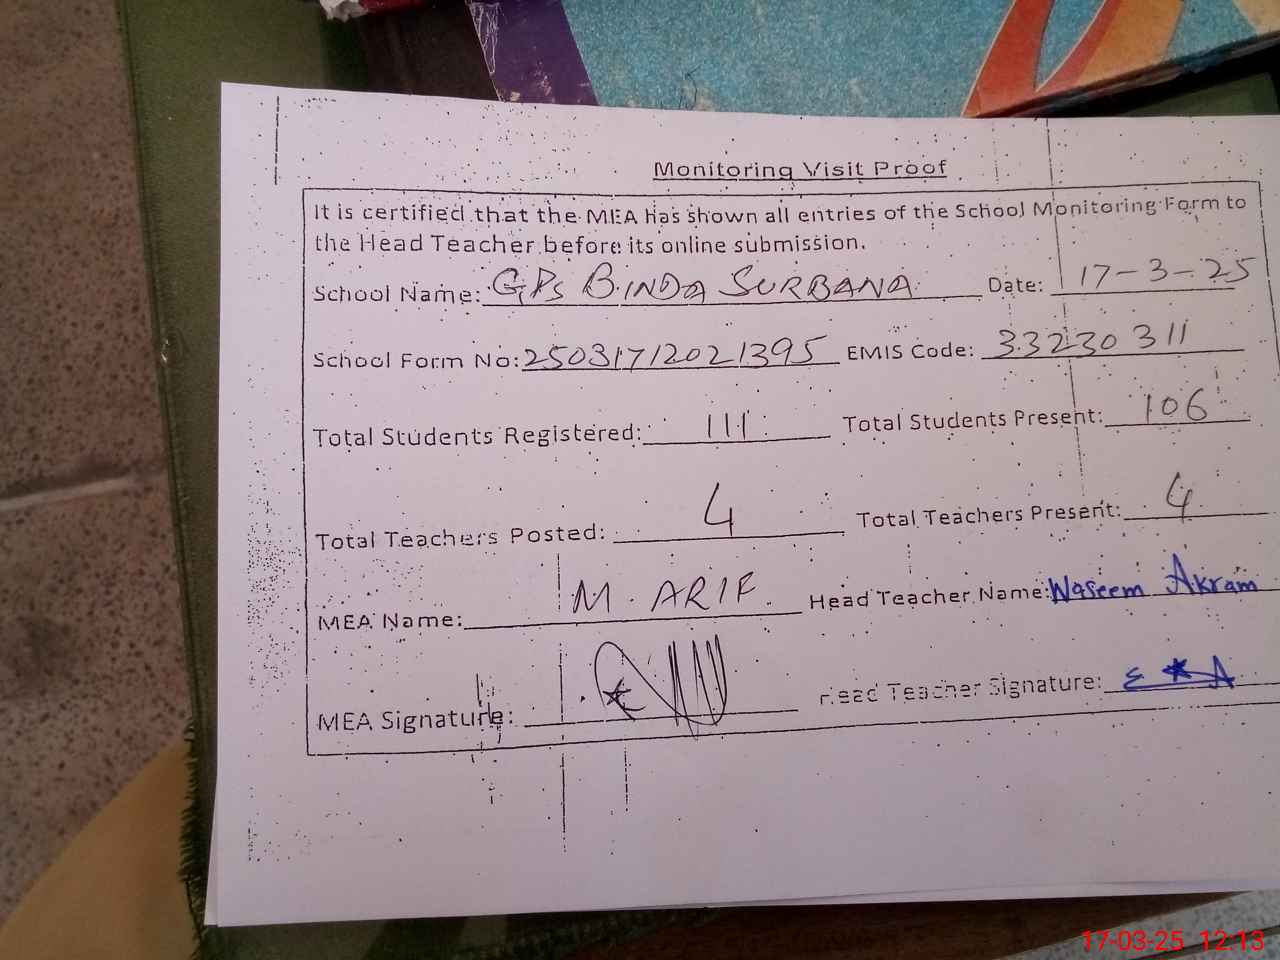 Monitoring Visit Proof
It is certified that the MEA has shown all entries of the School Monitoring Form to
the Head Teacher before its online submission.
School Name: GPS BINDA SURBANA Date: 17-3-25
School Form No: 25031712021395 EMIS Code: 33230311
Total Students Registered: 111 Total Students Present: 106
Total Teachers Posted: 4 Total Teachers Present: 4
MEA Name: M. ARIF Head Teacher Name: Waseem Akram
MEA Signature: Head Teacher Signature:
17-03-25 12:13